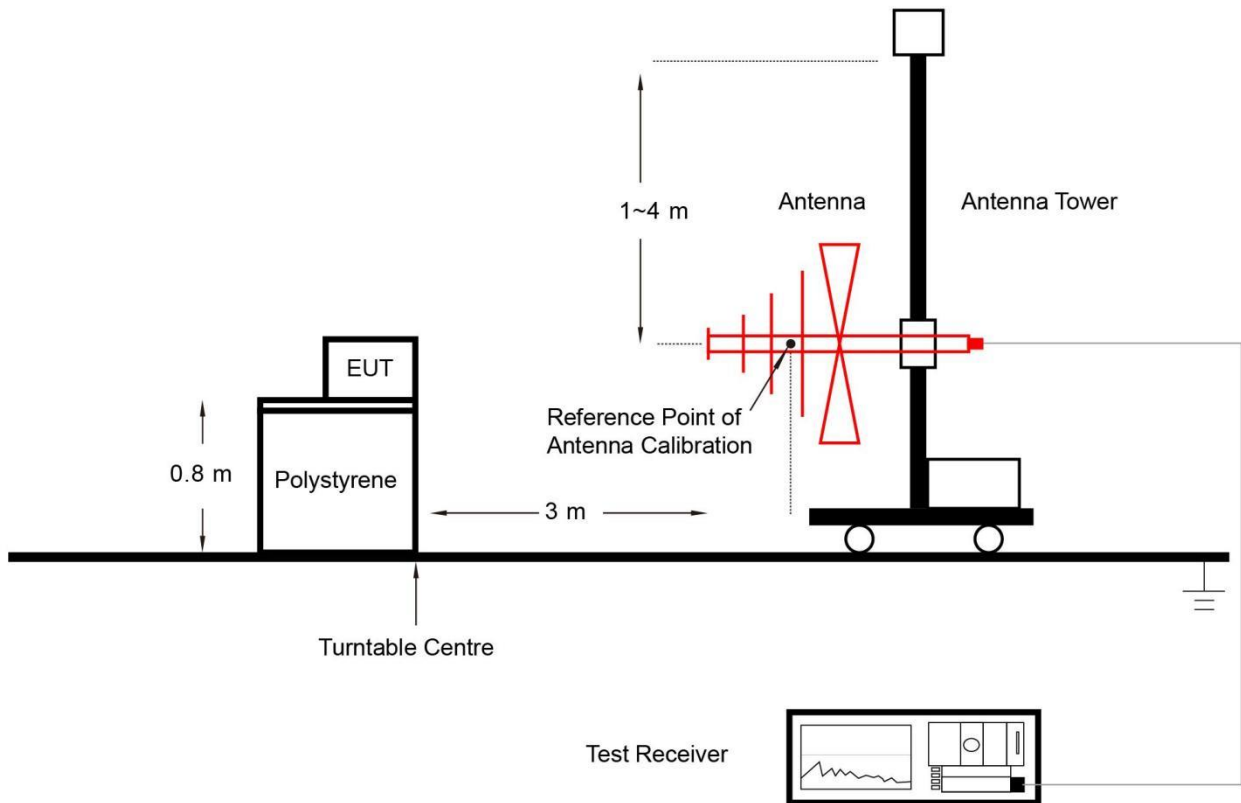 1~4 m
Antenna
Antenna Tower
EUT
Reference Point of
Antenna Calibration
0.8 m
Polystyrene
3 m
Turntable Centre
Test Receiver